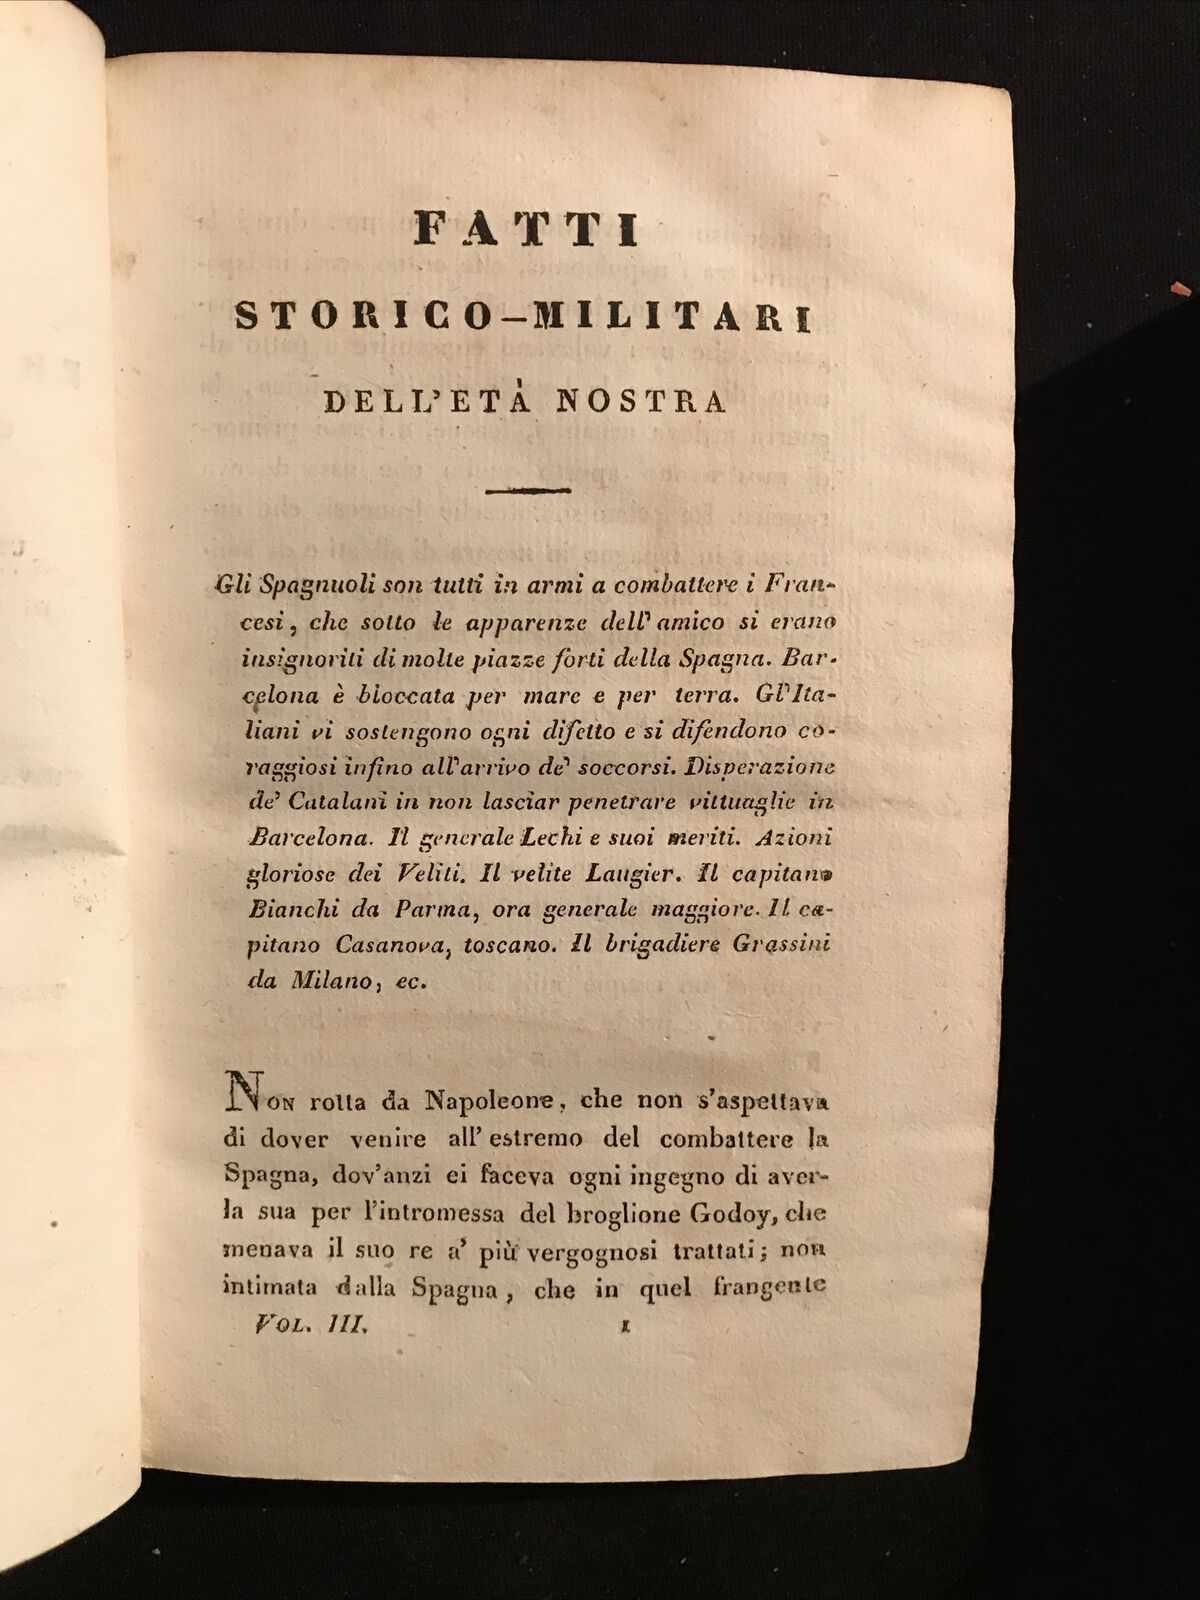 FATTI
STORICO-MILITARI
DELL'ETÀ NOSTRA
Gli Spagnuoli son tutti in armi a combattere i Fran-
cesi, che sotto le apparenze dell'amico si erano
insignoriti di molte piazze forti della Spagna. Bar-
celona è bloccata per mare e per terra. Gl'Ita-
liani vi sostengono ogni difetto e si difendono co-
raggiosi infino all'arrivo de' soccorsi. Disperazione
de' Catalani in non lasciar penetrare vittuaglie in
Barcelona. Il generale Lechi e suoi meriti. Azioni
gloriose dei Veliti. Il velite Laugier. Il capitano
Bianchi da Parma, ora generale maggiore. Il ca-
pitano Casanova, toscano. Il brigadiere Grassini
da Milano, ec.
NON rotta da Napoleone, che non s'aspettava
di dover venire all'estremo del combattere la
Spagna, dov'anzi ei faceva ogni ingegno di aver-
la sua per l'intromessa del broglione Godoy, che
menava il suo re a' più vergognosi trattati; non
intimata dalla Spagna, che in quel frangente
VOL. III. 1